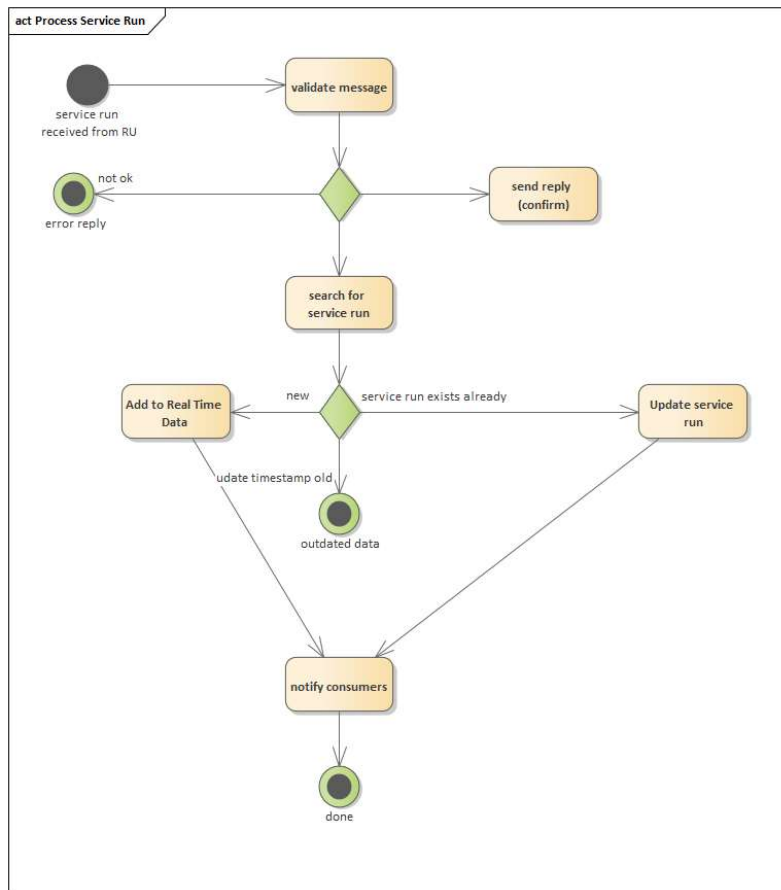 act Process Service Run
validate message
service run
received from RU
not ok
send reply
(confirm)
error reply
search for
service run
new
service run exists already
Add to Real Time
Data
Update service
run
udate timestamp old
outdated data
notify consumers
done